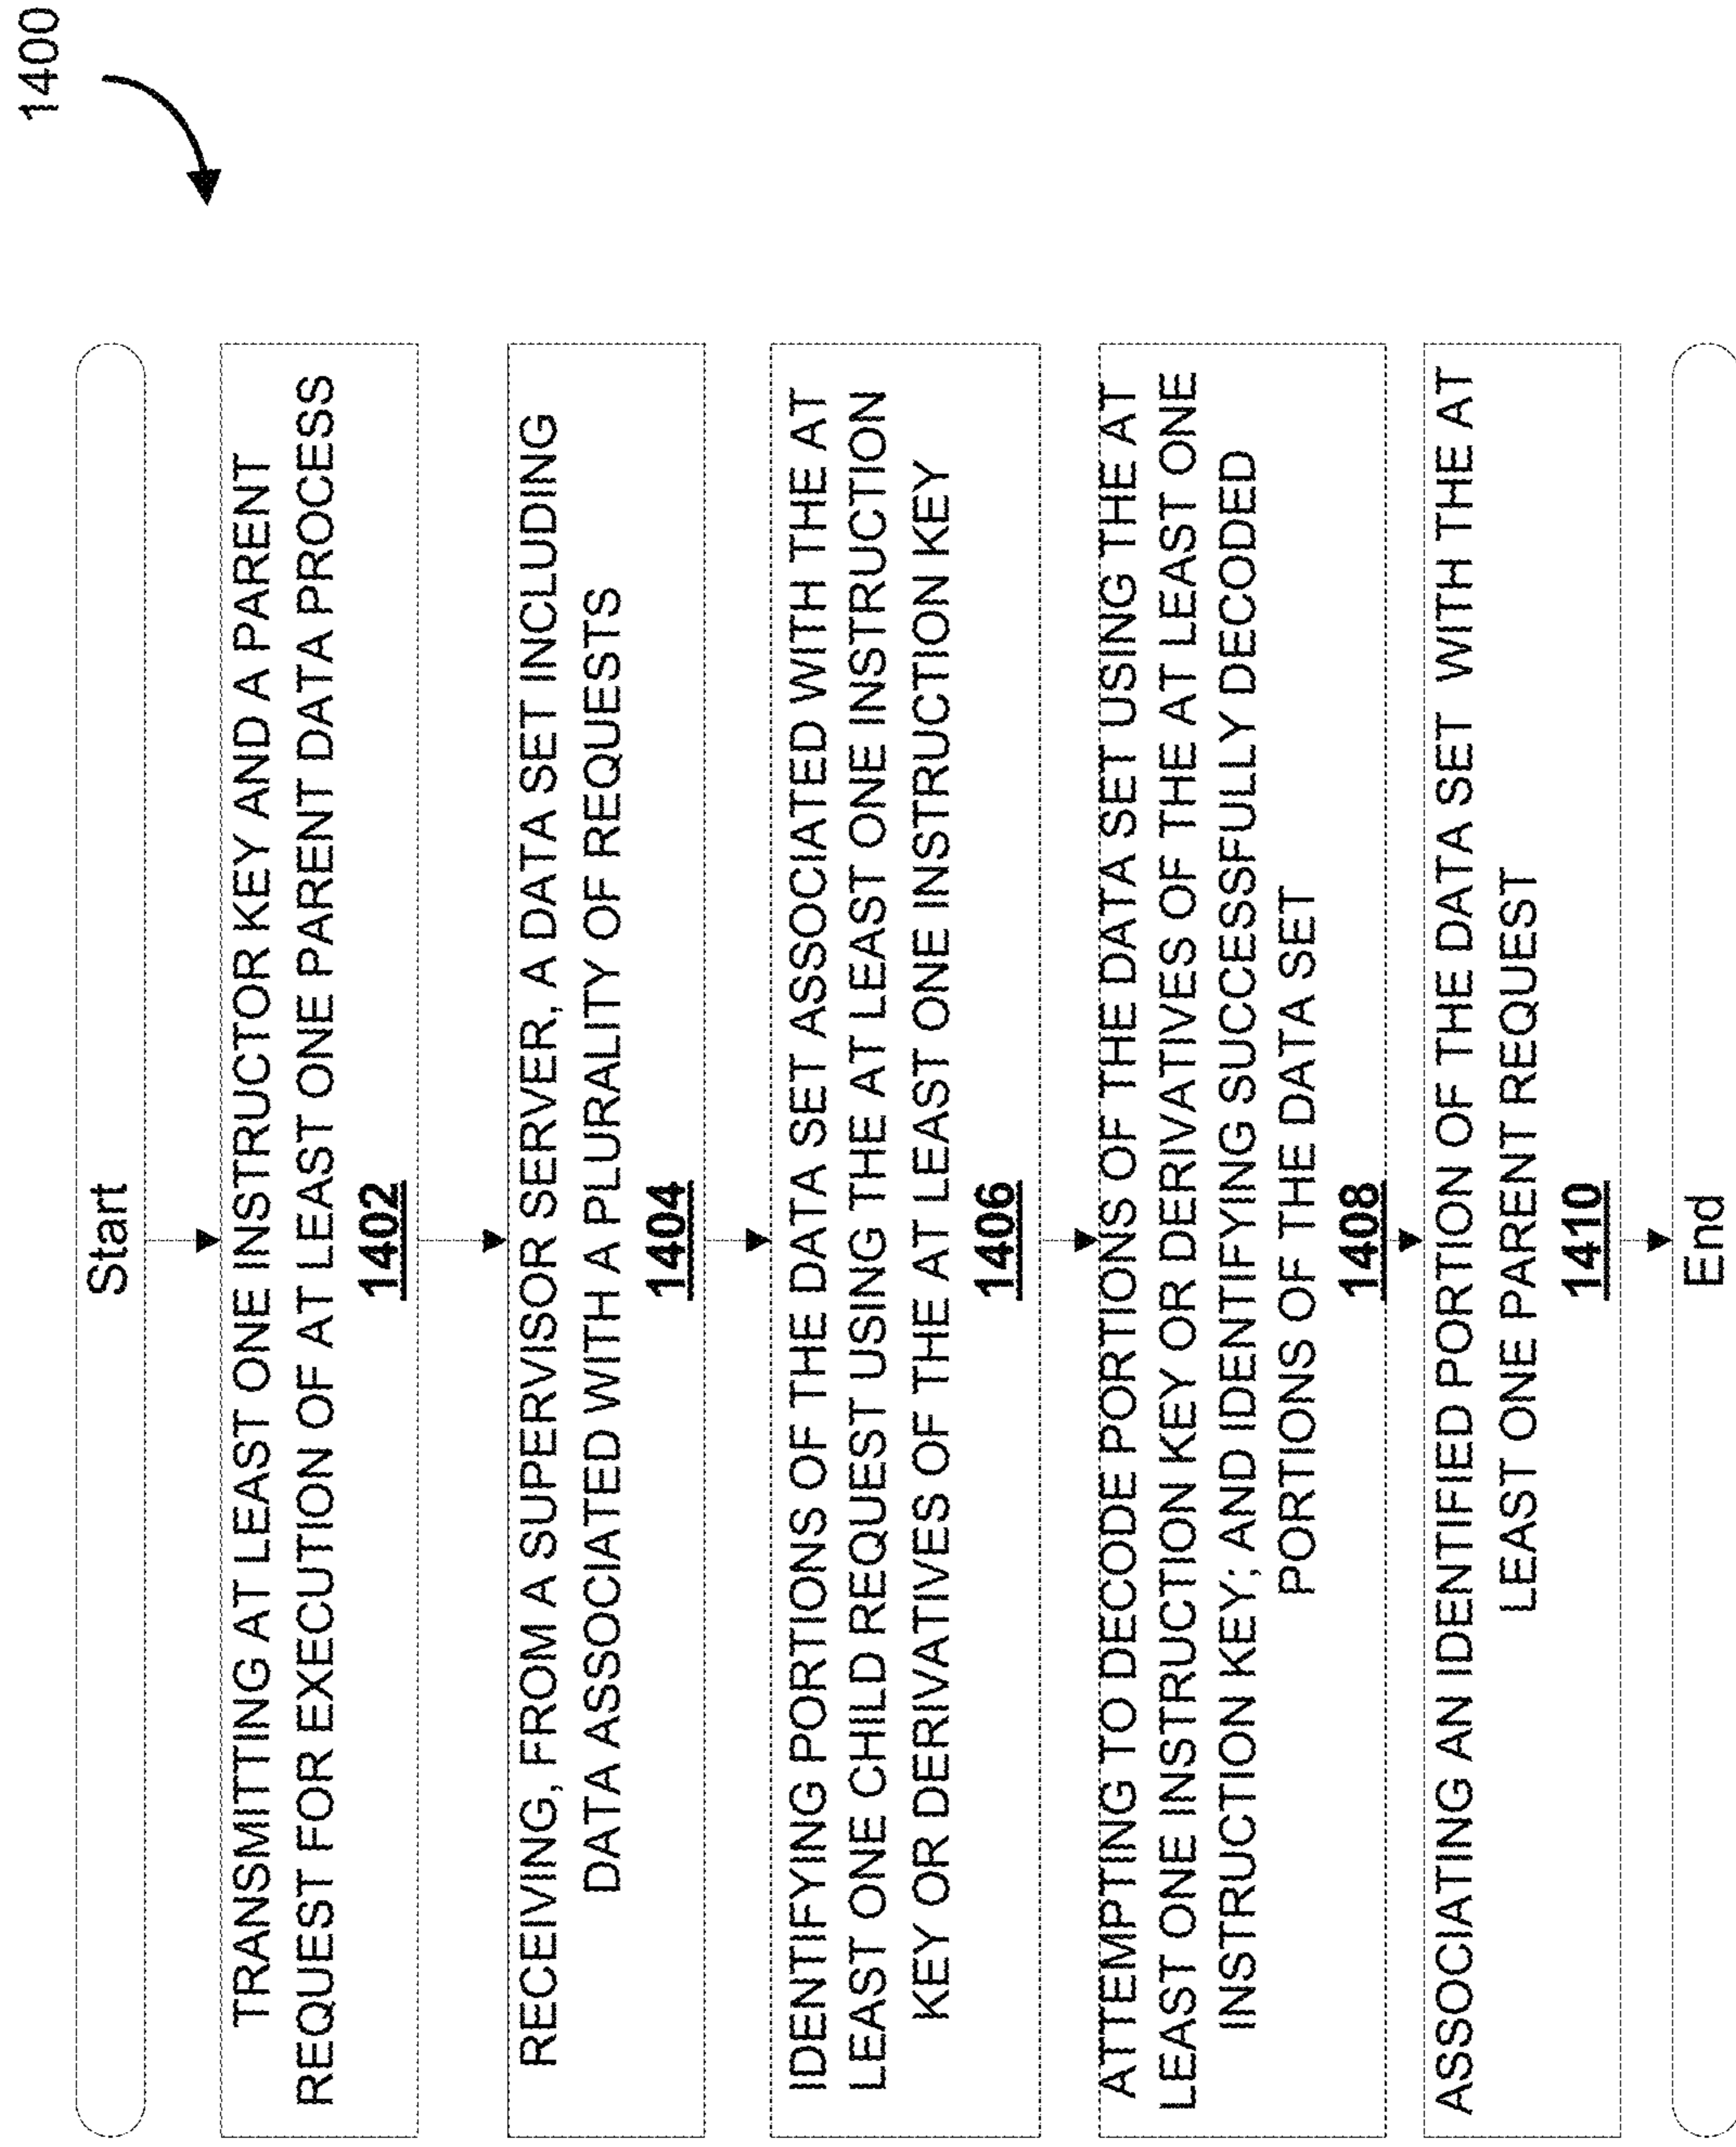 1400
Start
TRANSMITTING AT LEAST ONE INSTRUCTOR KEY AND A PARENT
REQUEST FOR EXECUTION OF AT LEAST ONE PARENT DATA PROCESS
1402
RECEIVING, FROM A SUPERVISOR SERVER, A DATA SET INCLUDING
DATA ASSOCIATED WITH A PLURALITY OF REQUESTS
1404
IDENTIFYING PORTIONS OF THE DATA SET ASSOCIATED WITH THE AT
LEAST ONE CHILD REQUEST USING THE AT LEAST ONE INSTRUCTION
KEY OR DERIVATIVES OF THE AT LEAST ONE INSTRUCTION KEY
1406
ATTEMPTING TO DECODE PORTIONS OF THE DATA SET USING THE AT
LEAST ONE INSTRUCTION KEY OR DERIVATIVES OF THE AT LEAST ONE
INSTRUCTION KEY; AND IDENTIFYING SUCCESSFULLY DECODED
PORTIONS OF THE DATA SET
1408
ASSOCIATING AN IDENTIFIED PORTION OF THE DATA SET WITH THE AT
LEAST ONE PARENT REQUEST
1410
End